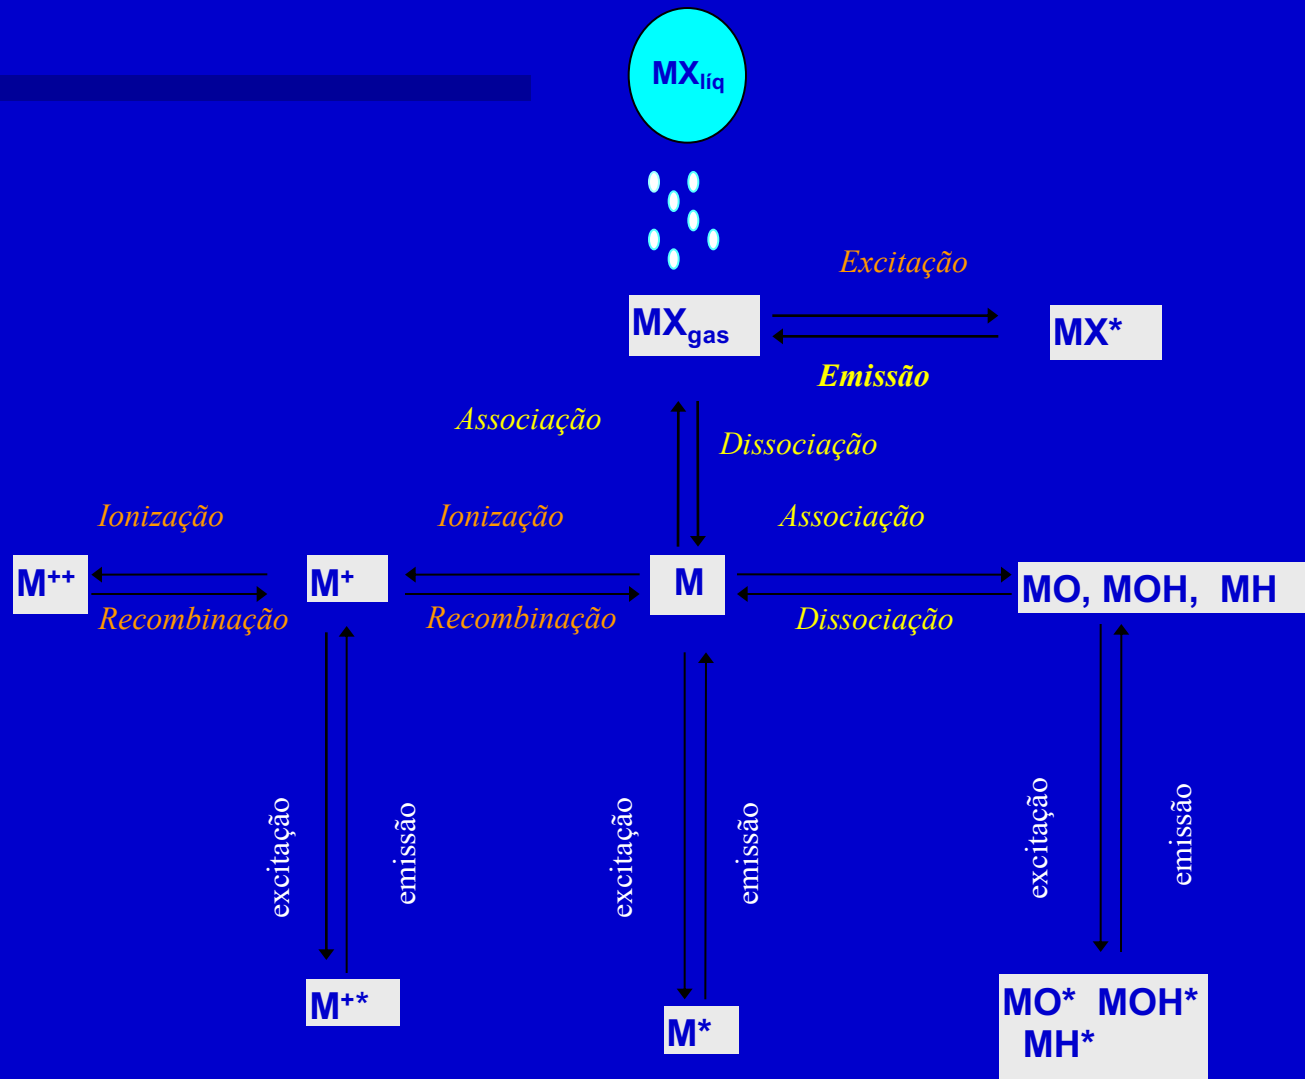 MXlíq
Excitação
MXgas
MX*
Emissão
Associação
Dissociação
Ionização
Ionização
Associação
M++
M+
M
MO, MOH, MH
Recombinação
Recombinação
Dissociação
excitação
emissão
excitação
emissão
excitação
emissão
M+*
M*
MO* MOH*
MH*